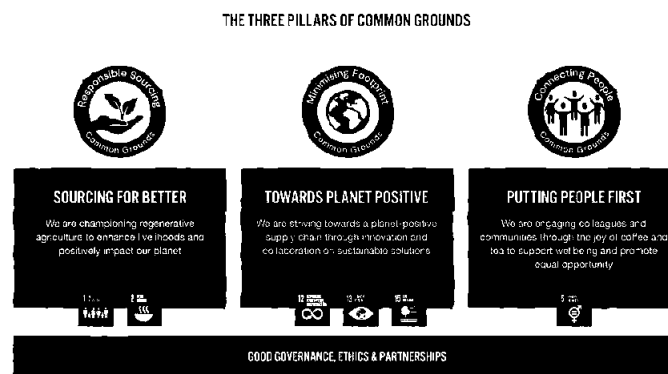 THE THREE PILLARS OF COMMON GROUNDS
Responsible Sourcing
Common Grounds
Minimising Footprint
Common Grounds
Connecting People
Common Grounds
SOURCING FOR BETTER
We are championing regenerative
agriculture to enhance livelihoods and
positively impact our planet
TOWARDS PLANET POSITIVE
We are striving towards a planet-positive
supply chain through innovation and
collaboration on sustainable solutions
PUTTING PEOPLE FIRST
We are engaging colleagues and
communities through the joy of coffee and
tea to support wellbeing and promote
equal opportunity
1
2
12
13
15
5
GOOD GOVERNANCE, ETHICS & PARTNERSHIPS